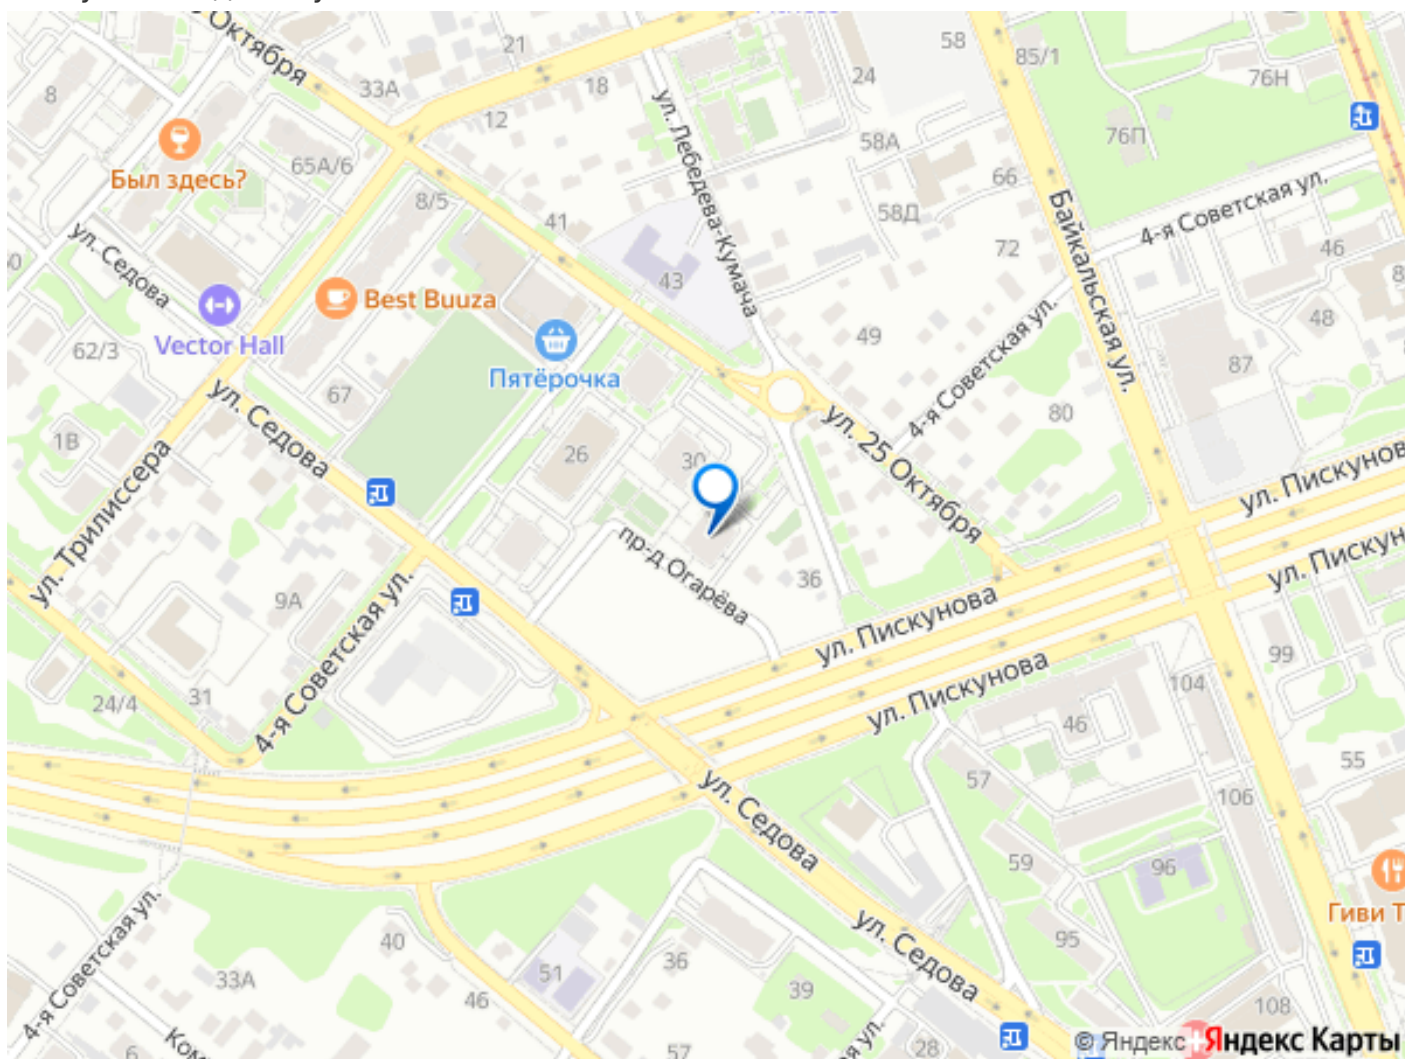 Октября
21
58
85/1
8
33А
18
24
76Н
12
58А
76П
ул. Лебедева-Кумача
65А/6
Был здесь?
8/5
66
41
58Д
4-я Советская ул.
Байкальская ул.
ул. Седова
72
46
43
Best Buuza
4-я Советская ул.
48
Vector Hall
62/3
49
87
Пятёрочка
67
80
ул. Седова
ул. 25 Октября
1В
26
30
ул. Пискунов
ул. Трилиссера
пр-д Огарёва
36
ул. Пискун
9А
4-я Советская ул.
ул. Пискунова
99
24/4
31
ул. Пискунова
104
46
55
57
106
ул. Седова
59
96
4-я Советская ул.
Гиви Т
ул. Седова
40
95
36
51
33А
39
46
108
6
Ком
57
28
© Яндекс
Яндекс Карты